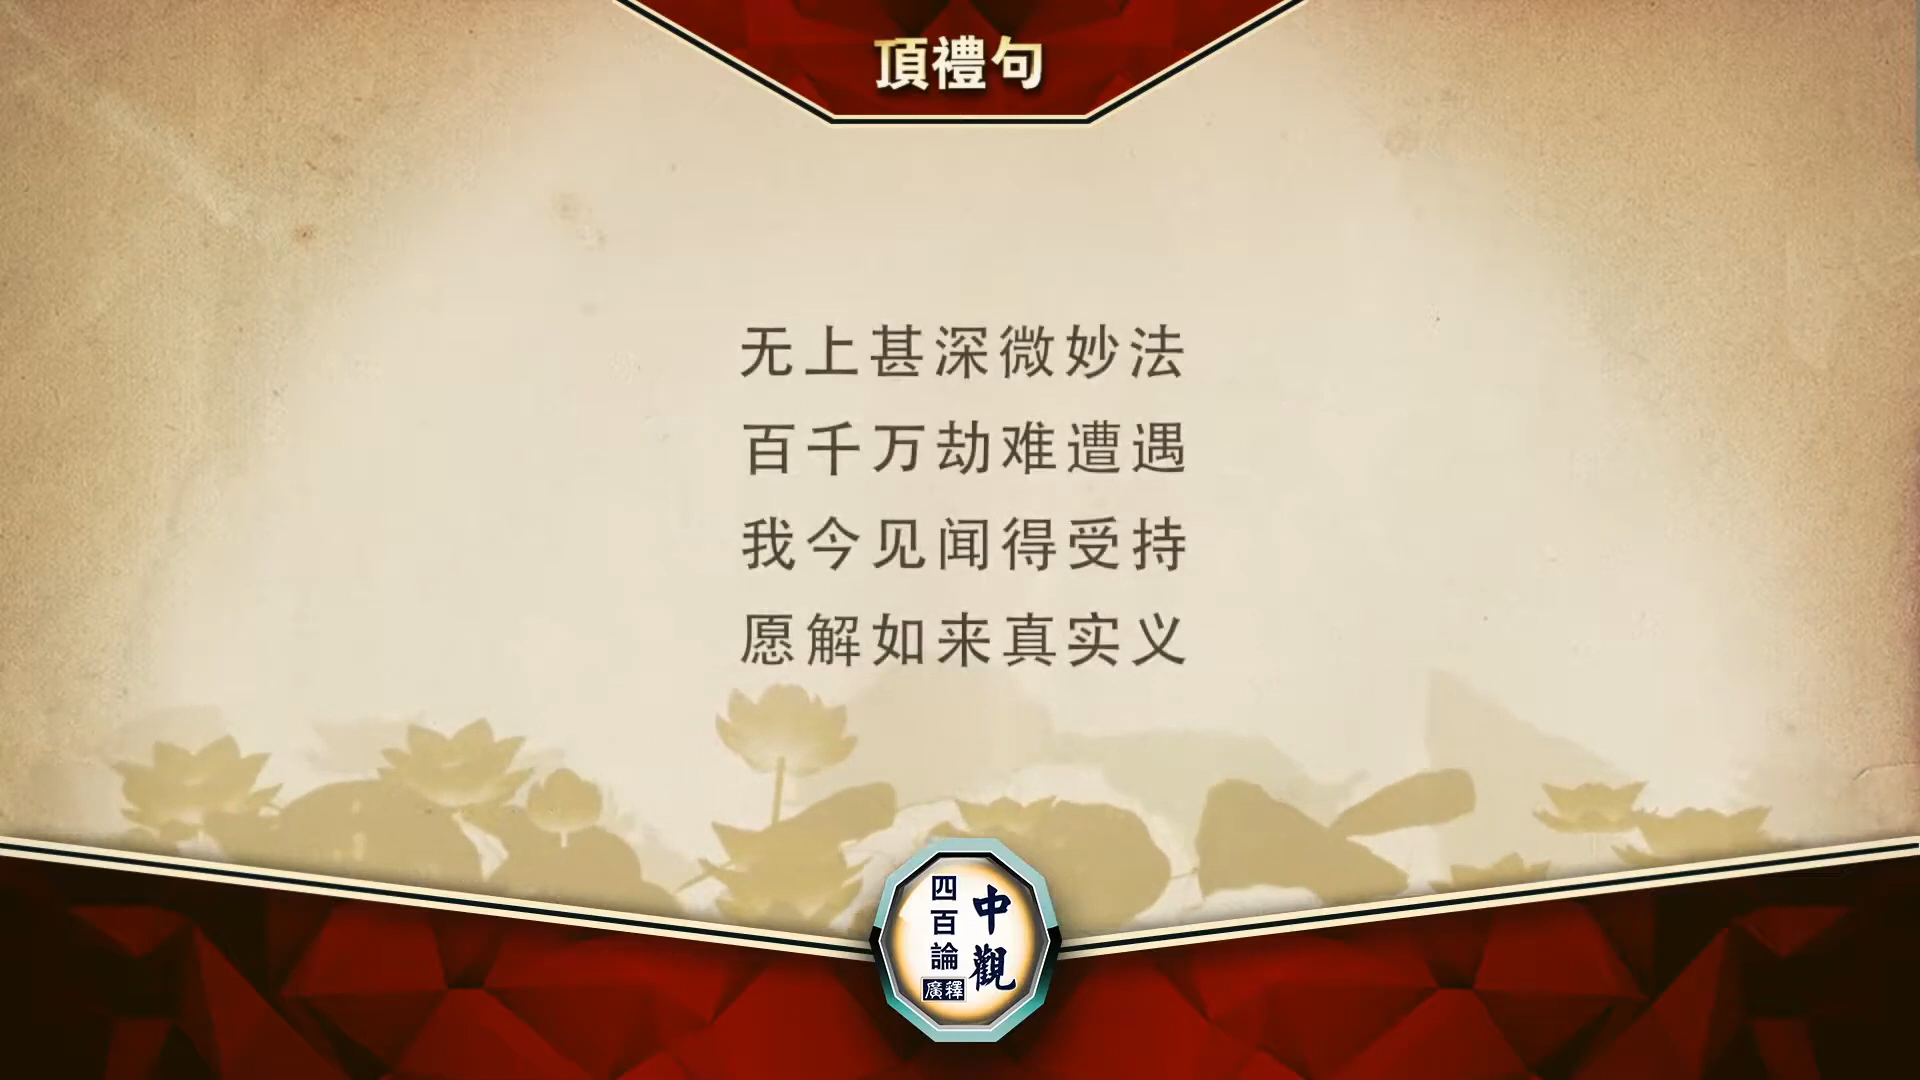 頂禮句
无上甚深微妙法
百千万劫难遭遇
我今见闻得受持
愿解如来真实义
中觀
四百論
廣釋